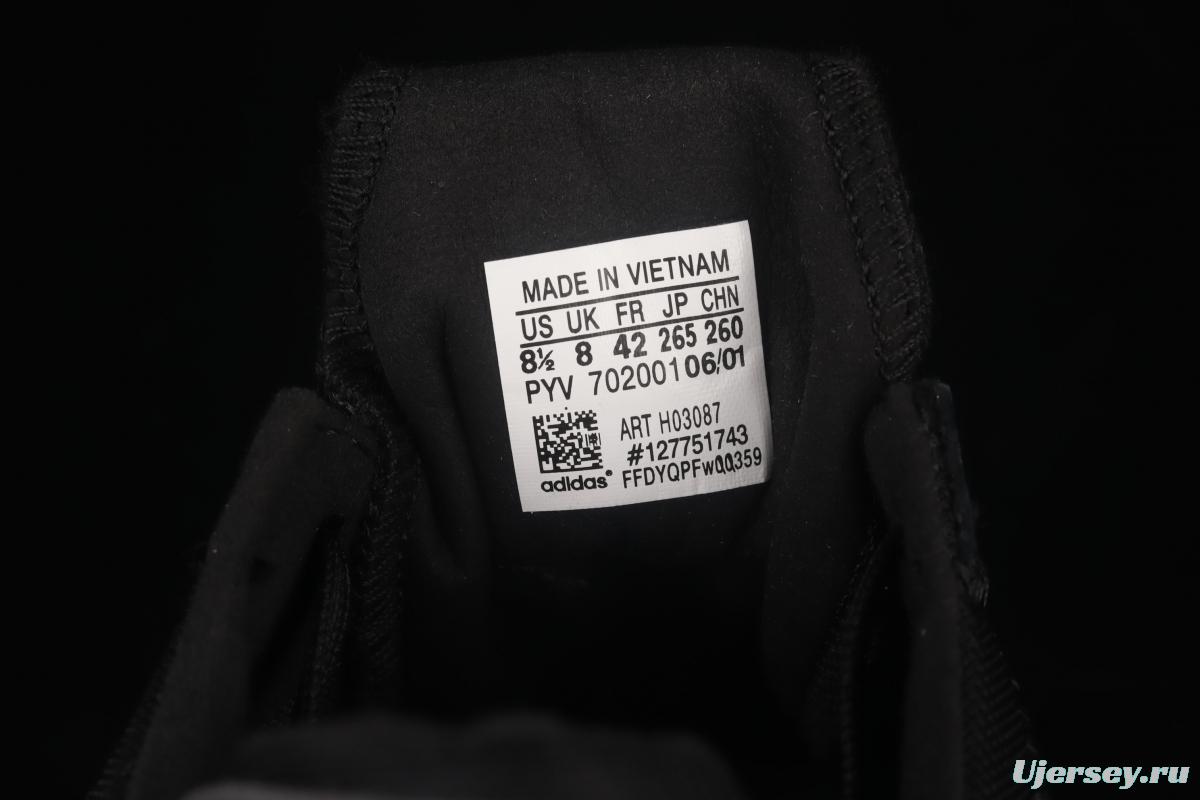 MADE IN VIETNAM
US UK FR JP CHN
8½ 8 42 265 260
PYV 702001 06/01
ART H03087
#127751743
FFDYQPFw00359
adidas®
Ujersey.ru